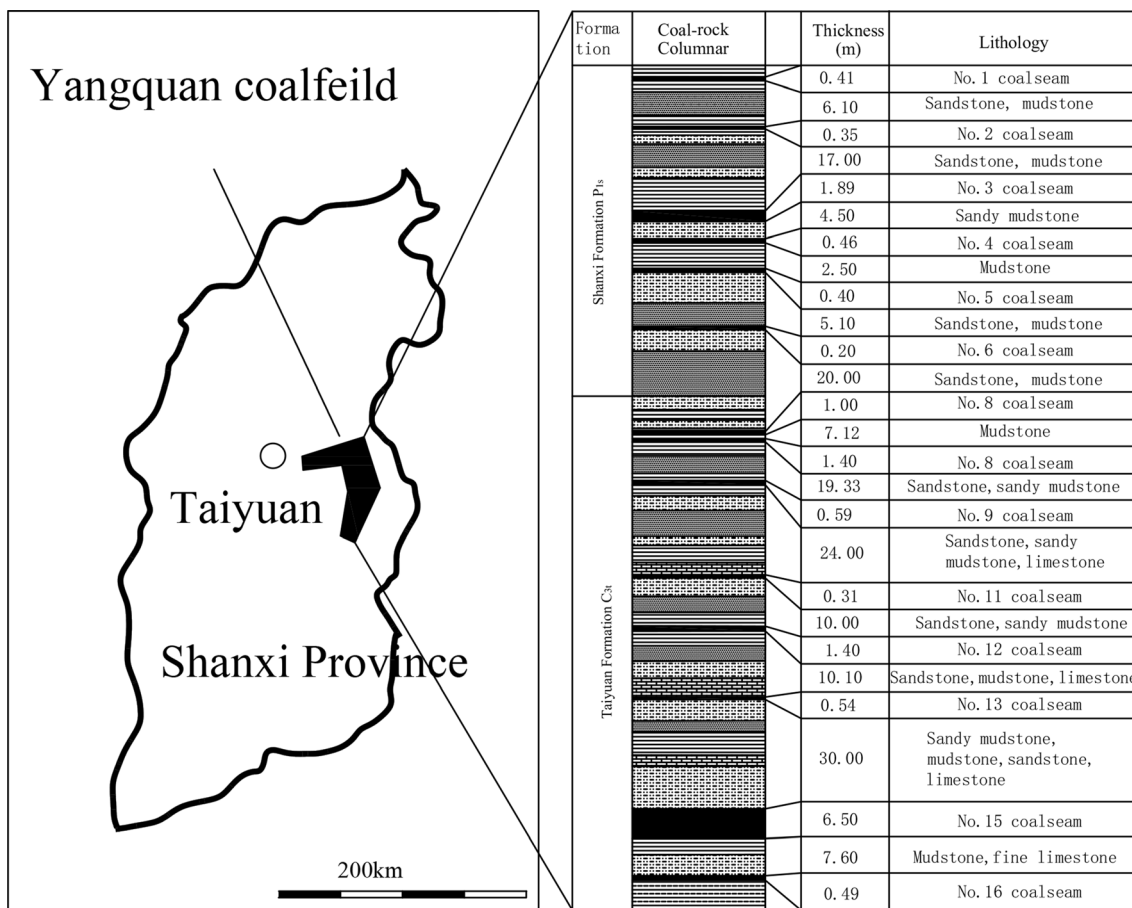 Yangquan coalfeild
Taiyuan
Shanxi Province
200km
Forma
tion
Coal-rock
Columnar
Thickness
(m)
Lithology
Shanxi Formation P1s
Taiyuan Formation C3t
0.41 No.1 coalseam
6.10 Sandstone, mudstone
0.35 No.2 coalseam
17.00 Sandstone, mudstone
1.89 No.3 coalseam
4.50 Sandy mudstone
0.46 No.4 coalseam
2.50 Mudstone
0.40 No.5 coalseam
5.10 Sandstone, mudstone
0.20 No.6 coalseam
20.00 Sandstone, mudstone
1.00 No.8 coalseam
7.12 Mudstone
1.40 No.8 coalseam
19.33 Sandstone,sandy mudstone
0.59 No.9 coalseam
24.00 Sandstone,sandy
mudstone,limestone
0.31 No.11 coalseam
10.00 Sandstone,sandy mudstone
1.40 No.12 coalseam
10.10 Sandstone,mudstone,limestone
0.54 No.13 coalseam
30.00 Sandy mudstone,
mudstone,sandstone,
limestone
6.50 No.15 coalseam
7.60 Mudstone,fine limestone
0.49 No.16 coalseam